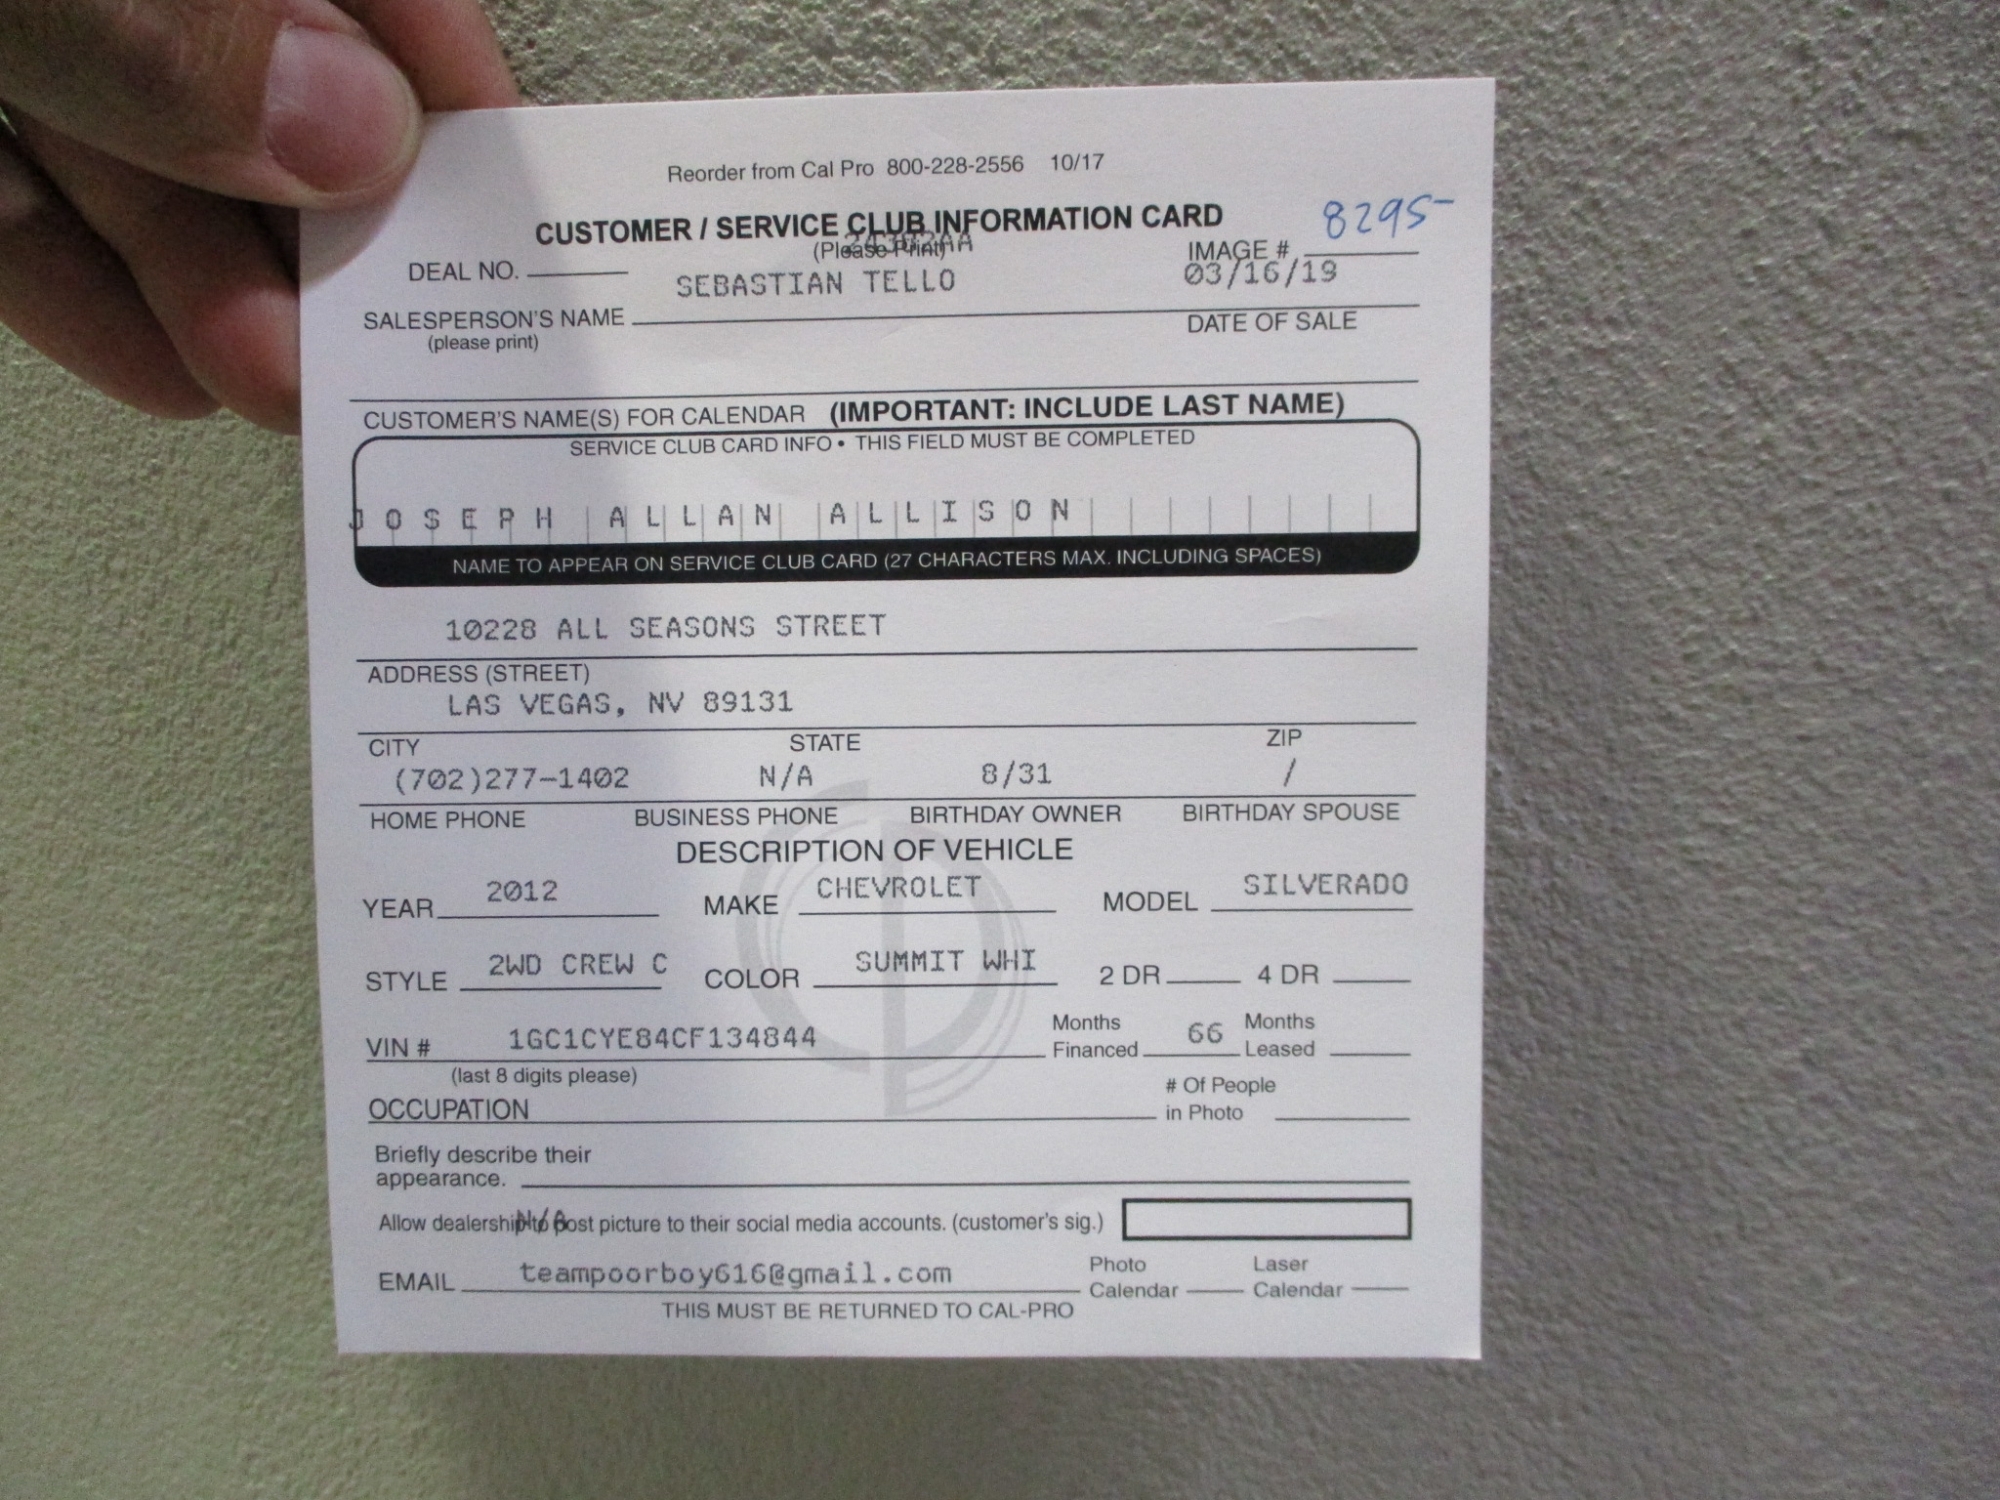 Reorder from Cal Pro 800-228-2556 10/17
CUSTOMER / SERVICE CLUB INFORMATION CARD
8295-
(Please Print)
DEAL NO. IMAGE #
SEBASTIAN TELLO 03/16/19
SALESPERSON'S NAME DATE OF SALE
(please print)
CUSTOMER'S NAME(S) FOR CALENDAR (IMPORTANT: INCLUDE LAST NAME)
SERVICE CLUB CARD INFO • THIS FIELD MUST BE COMPLETED
JOSEPH ALLAN ALLISON
NAME TO APPEAR ON SERVICE CLUB CARD (27 CHARACTERS MAX. INCLUDING SPACES)
10228 ALL SEASONS STREET
ADDRESS (STREET)
LAS VEGAS, NV 89131
CITY STATE ZIP
(702)277-1402 N/A 8/31 /
HOME PHONE BUSINESS PHONE BIRTHDAY OWNER BIRTHDAY SPOUSE
DESCRIPTION OF VEHICLE
YEAR 2012 MAKE CHEVROLET MODEL SILVERADO
STYLE 2WD CREW C COLOR SUMMIT WHI 2 DR 4 DR
VIN # 1GC1CYE84CF134844 Months Financed 66 Months Leased
(last 8 digits please)
OCCUPATION # Of People in Photo
Briefly describe their
appearance.
N/A
Allow dealership to post picture to their social media accounts. (customer's sig.)
EMAIL teampoorboy616@gmail.com Photo Calendar Laser Calendar
THIS MUST BE RETURNED TO CAL-PRO